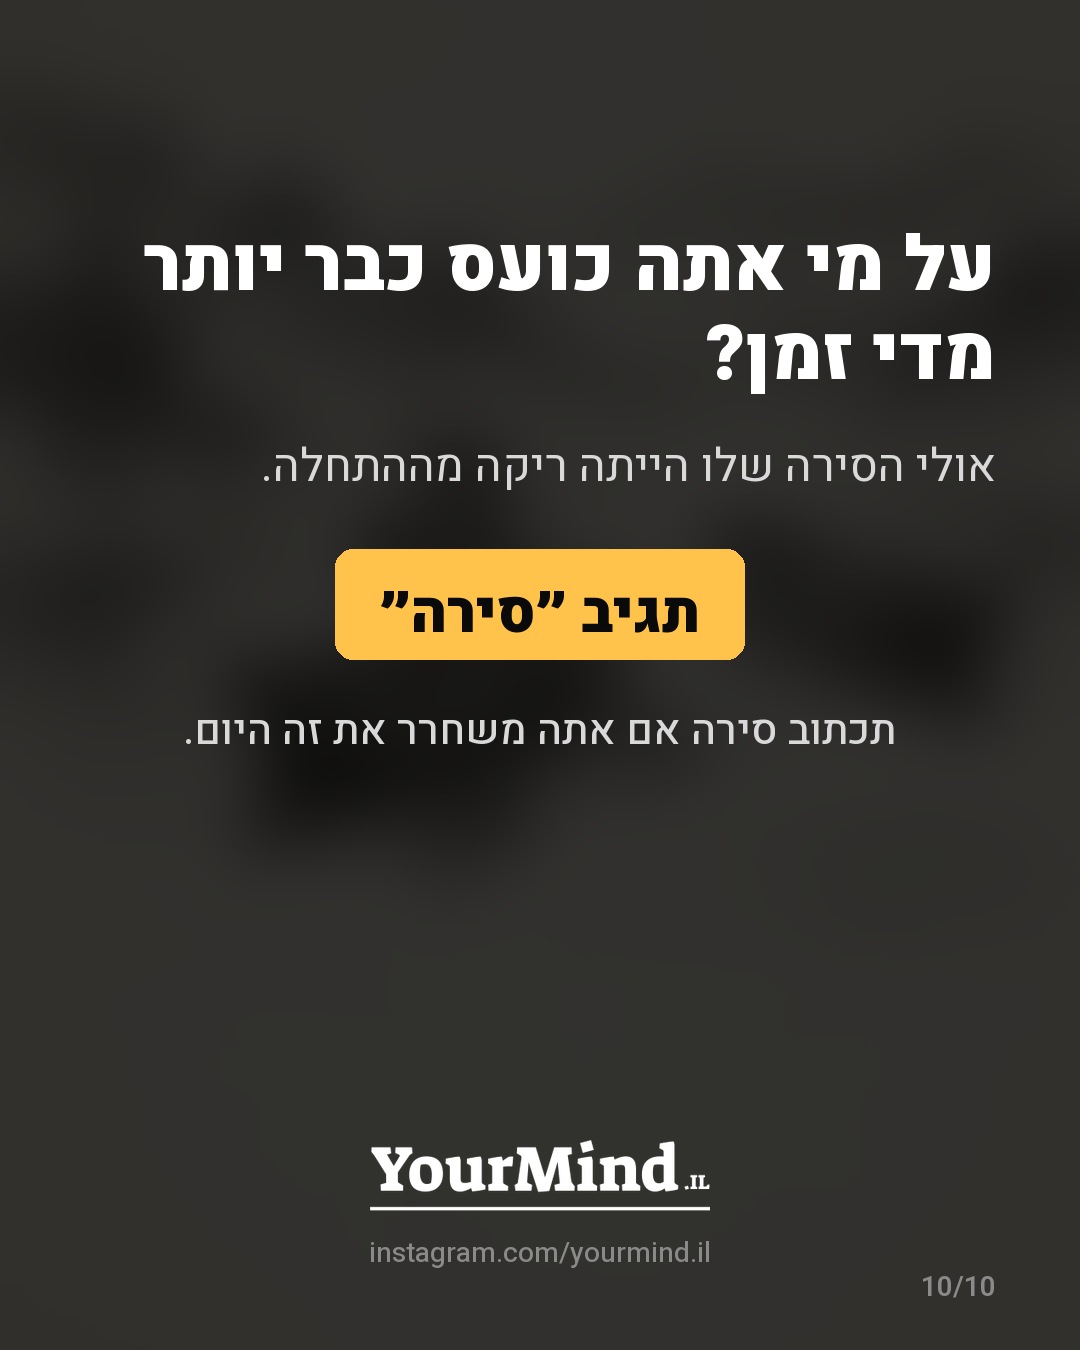 על מי אתה כועס כבר יותר
מדי זמן?
אולי הסירה שלו הייתה ריקה מההתחלה.
תגיב ”סירה”
תכתוב סירה אם אתה משחרר את זה היום.
YourMind.IL
instagram.com/yourmind.il
10/10